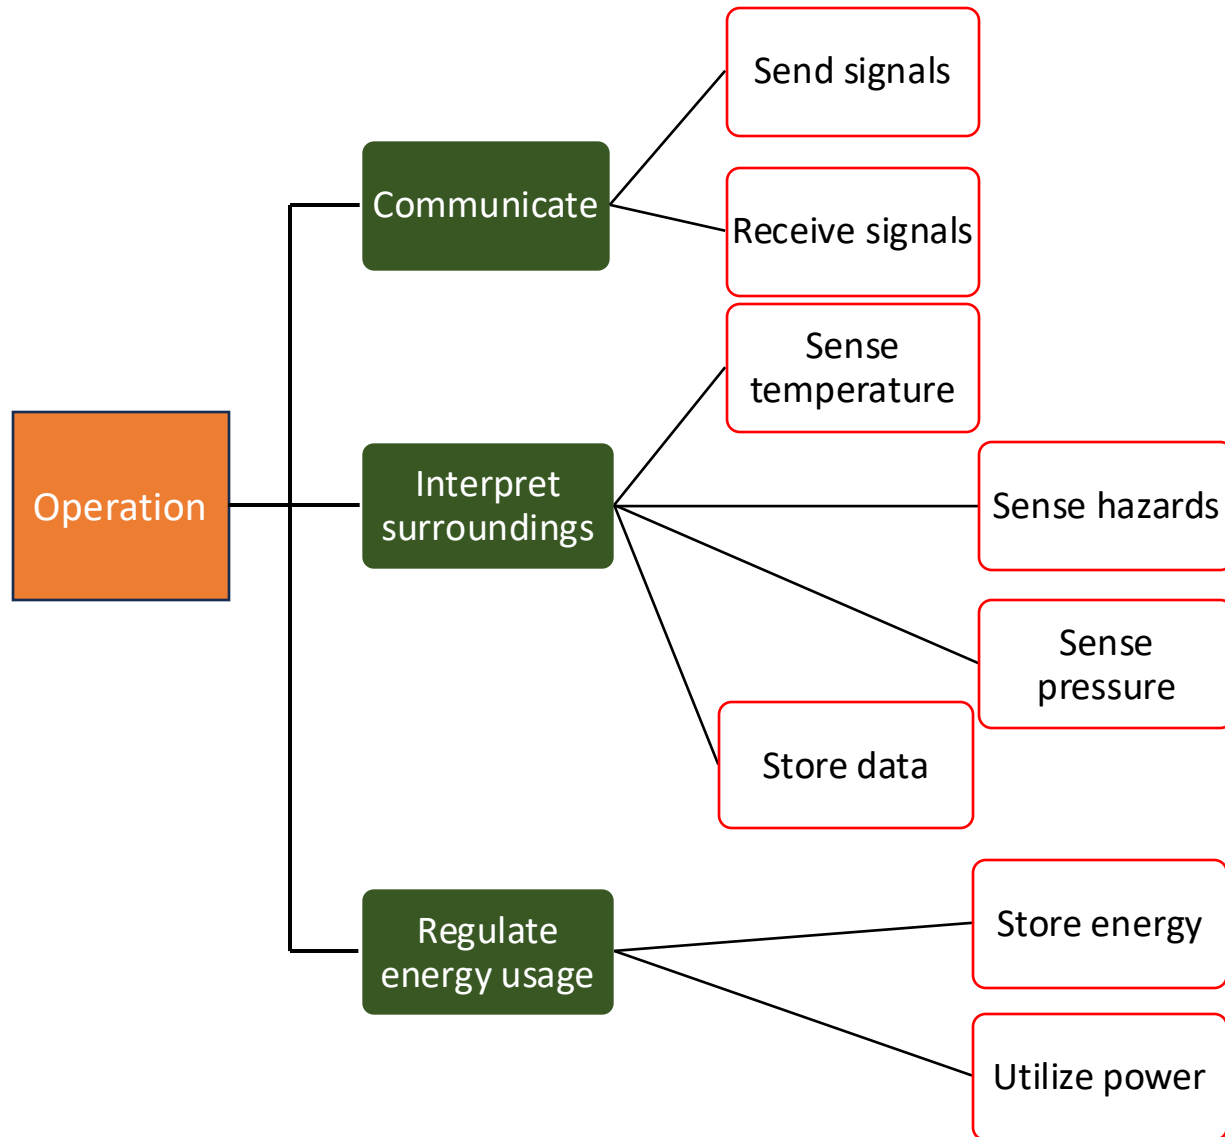 Send signals
Communicate
Receive signals
Sense
temperature
Operation
Interpret
surroundings
Sense hazards
Sense
pressure
Store data
Regulate
energy usage
Store energy
Utilize power